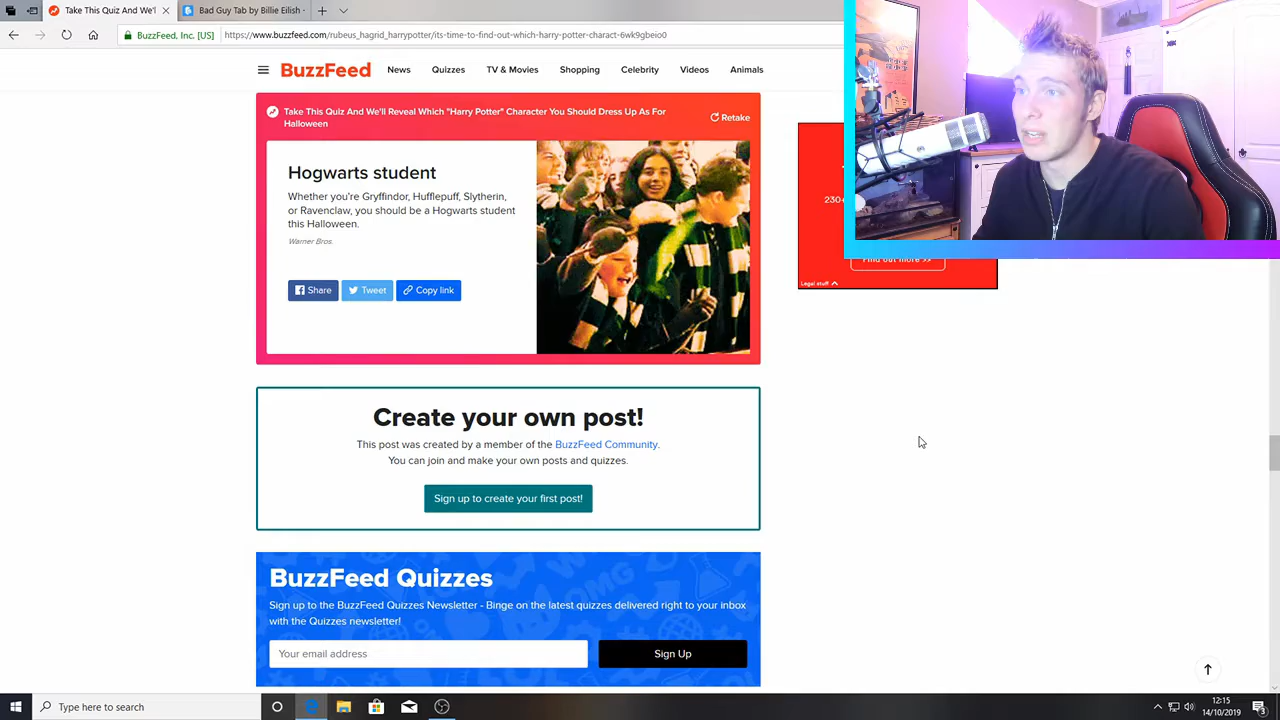 Take This Quiz And We'l
Bad Guy Tab by Billie Eilish
BuzzFeed, Inc. [US]
https://www.buzzfeed.com/rubeus_hagrid_harrypotter/its-time-to-find-out-which-harry-potter-charact-6wk9gbeio0
BuzzFeed
News
Quizzes
TV & Movies
Shopping
Celebrity
Videos
Animals
Take This Quiz And We'll Reveal Which "Harry Potter" Character You Should Dress Up As For
Halloween
Retake
Hogwarts student
Whether you're Gryffindor, Hufflepuff, Slytherin,
or Ravenclaw, you should be a Hogwarts student
this Halloween.
Warner Bros.
Share
Tweet
Copy link
Find out more >>
Legal stuff
Create your own post!
This post was created by a member of the BuzzFeed Community.
You can join and make your own posts and quizzes.
Sign up to create your first post!
BuzzFeed Quizzes
Sign up to the BuzzFeed Quizzes Newsletter - Binge on the latest quizzes delivered right to your inbox
with the Quizzes newsletter!
Your email address
Sign Up
Type here to search
12:15
14/10/2019